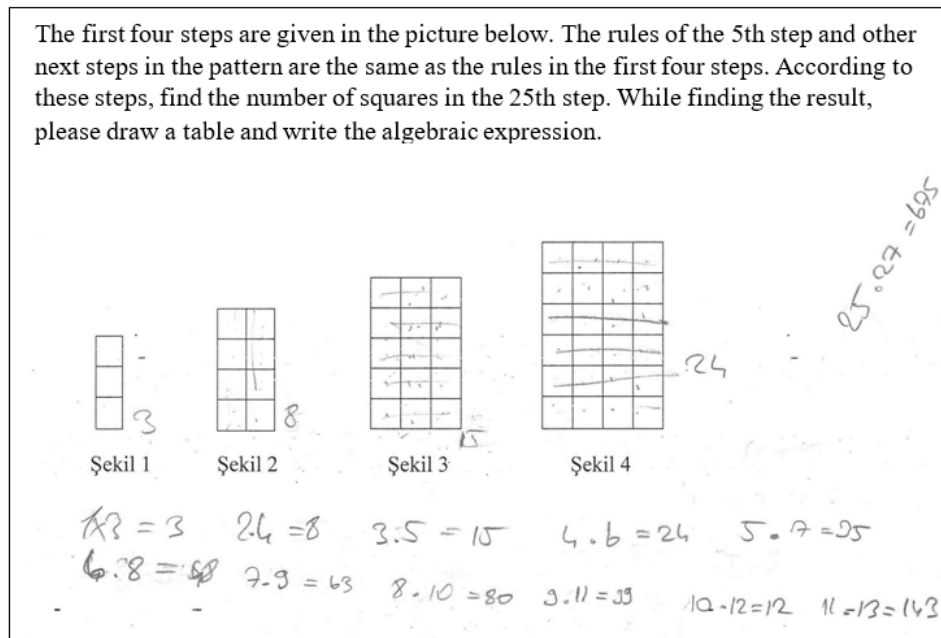 The first four steps are given in the picture below. The rules of the 5th step and other
next steps in the pattern are the same as the rules in the first four steps. According to
these steps, find the number of squares in the 25th step. While finding the result,
please draw a table and write the algebraic expression.
25.27 = 675
3
8
15
24
Şekil 1 Şekil 2 Şekil 3 Şekil 4
1x3 = 3 2.4 = 8 3.5 = 15 4.6 = 24 5.7 = 35
6.8 = 48 7.9 = 63 8.10 = 80 9.11 = 99 10.12 = 12 11.13 = 143